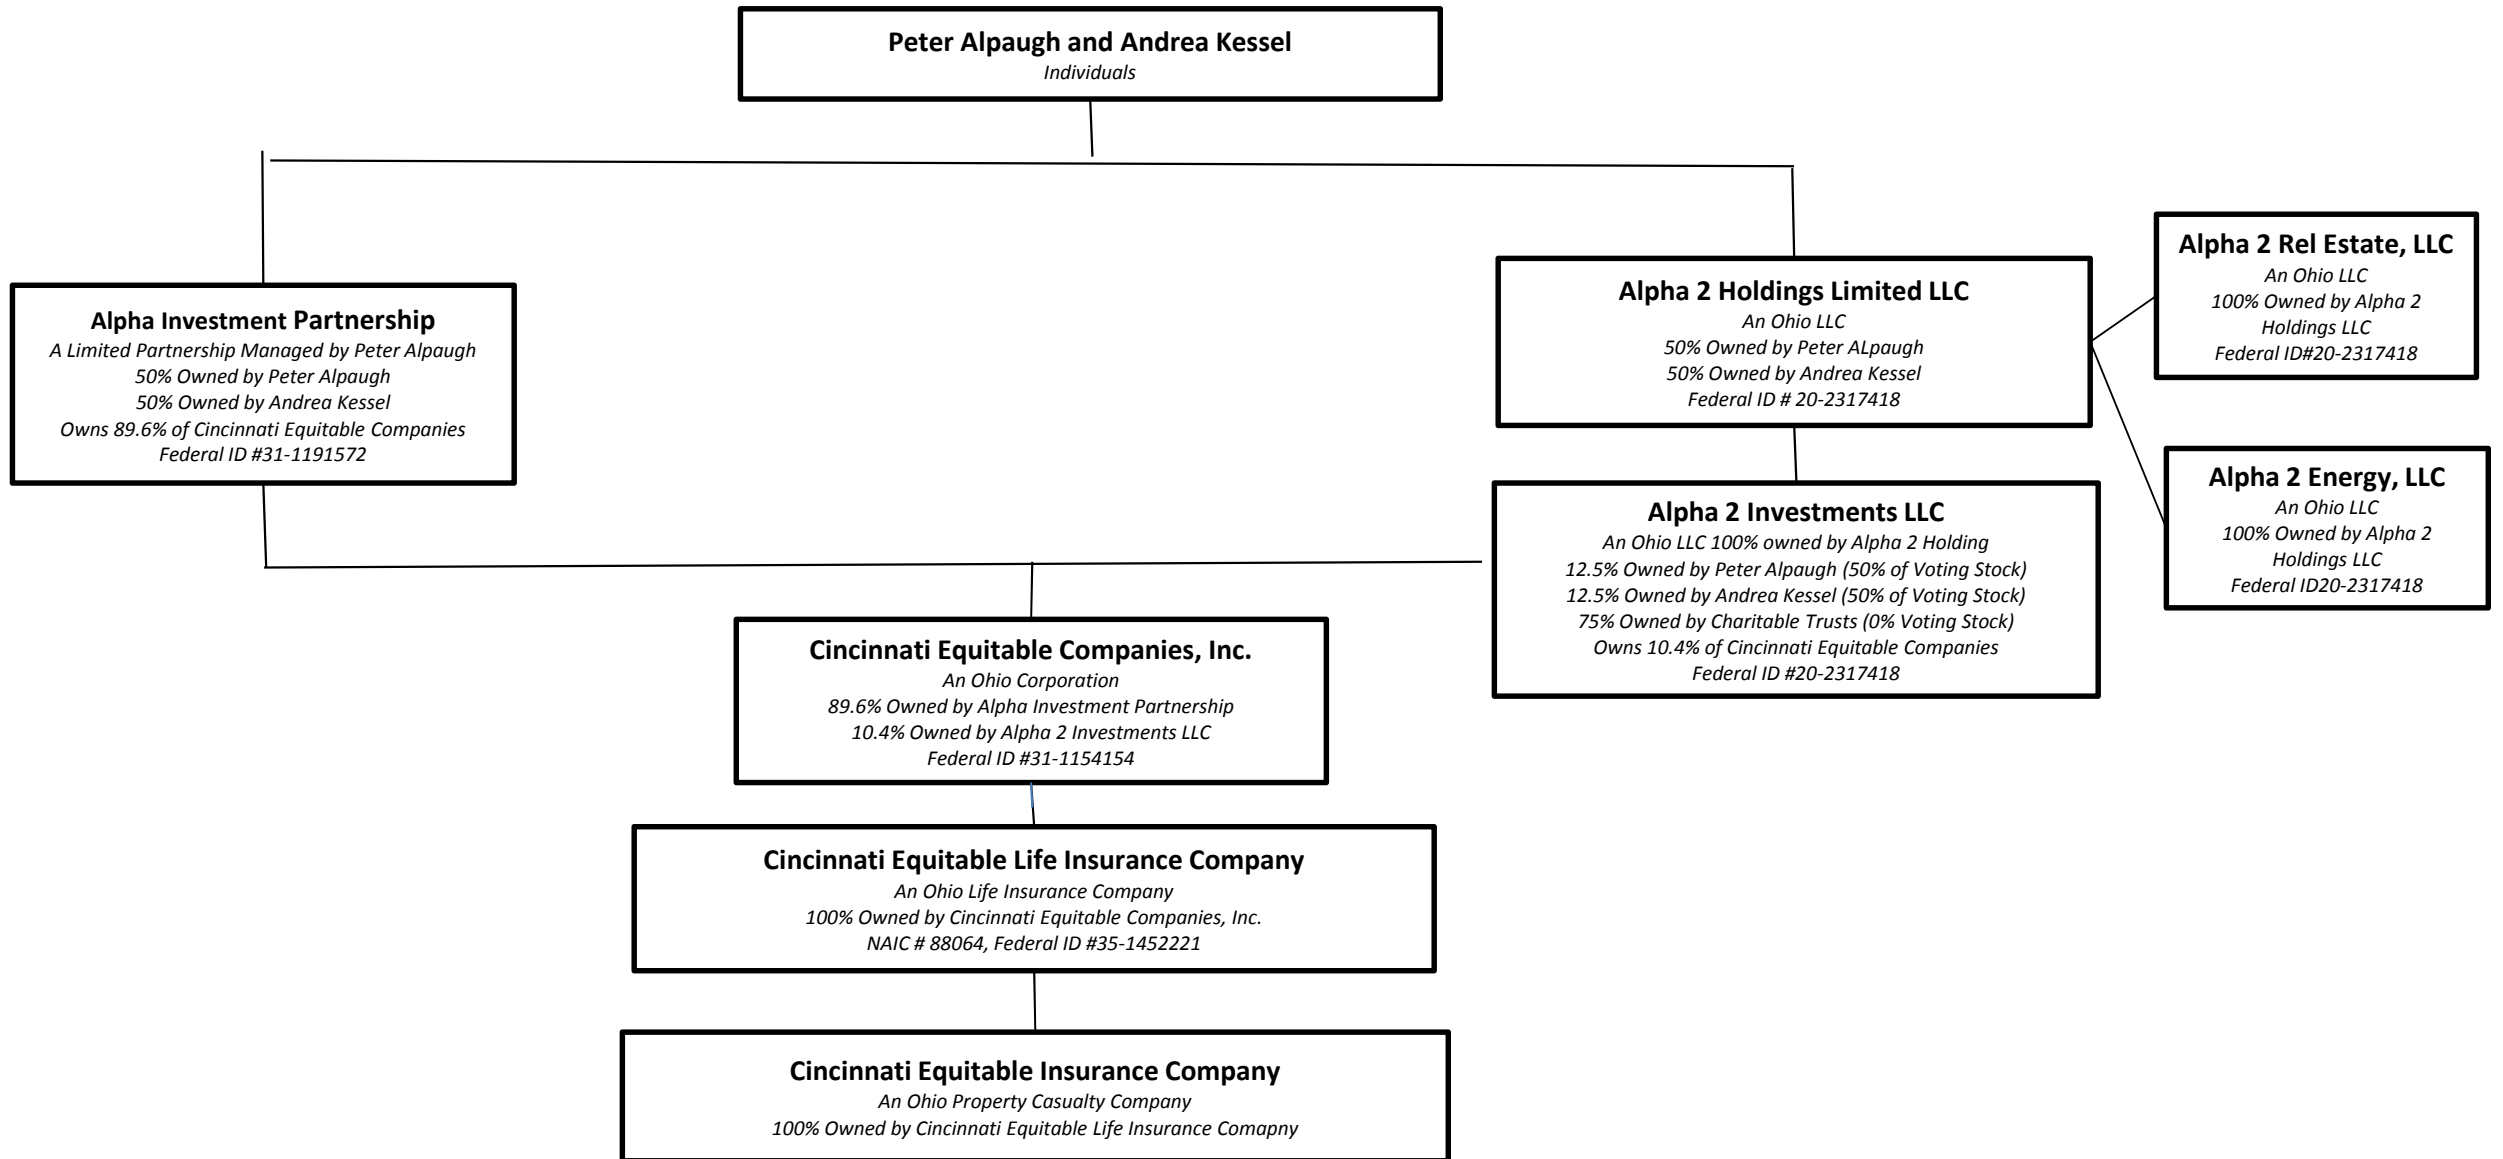 Peter Alpaugh and Andrea Kessel
Individuals
Alpha Investment Partnership
A Limited Partnership Managed by Peter Alpaugh
50% Owned by Peter Alpaugh
50% Owned by Andrea Kessel
Owns 89.6% of Cincinnati Equitable Companies
Federal ID #31-1191572
Alpha 2 Holdings Limited LLC
An Ohio LLC
50% Owned by Peter ALpaugh
50% Owned by Andrea Kessel
Federal ID # 20-2317418
Alpha 2 Rel Estate, LLC
An Ohio LLC
100% Owned by Alpha 2
Holdings LLC
Federal ID#20-2317418
Alpha 2 Energy, LLC
An Ohio LLC
100% Owned by Alpha 2
Holdings LLC
Federal ID20-2317418
Alpha 2 Investments LLC
An Ohio LLC 100% owned by Alpha 2 Holding
12.5% Owned by Peter Alpaugh (50% of Voting Stock)
12.5% Owned by Andrea Kessel (50% of Voting Stock)
75% Owned by Charitable Trusts (0% Voting Stock)
Owns 10.4% of Cincinnati Equitable Companies
Federal ID #20-2317418
Cincinnati Equitable Companies, Inc.
An Ohio Corporation
89.6% Owned by Alpha Investment Partnership
10.4% Owned by Alpha 2 Investments LLC
Federal ID #31-1154154
Cincinnati Equitable Life Insurance Company
An Ohio Life Insurance Company
100% Owned by Cincinnati Equitable Companies, Inc.
NAIC # 88064, Federal ID #35-1452221
Cincinnati Equitable Insurance Company
An Ohio Property Casualty Company
100% Owned by Cincinnati Equitable Life Insurance Comapny